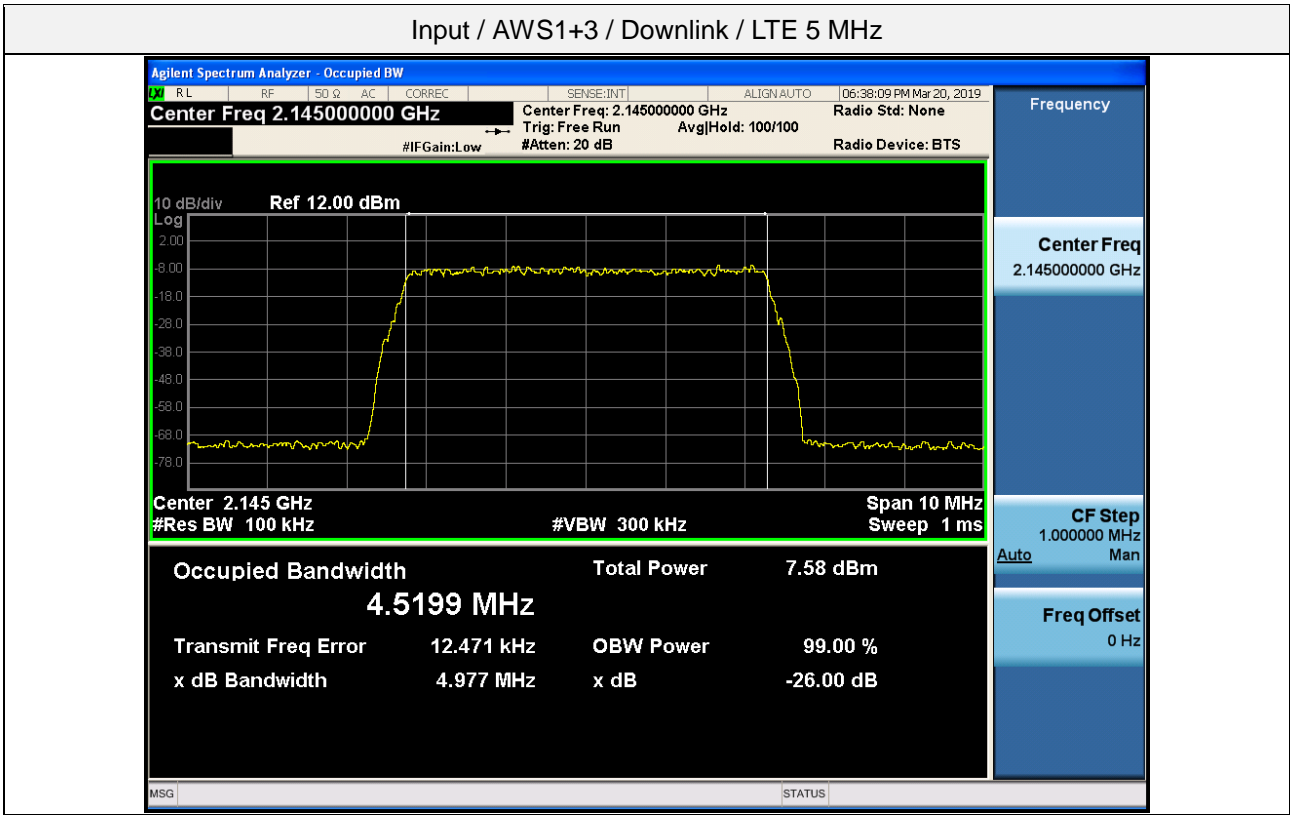 Input / AWS1+3 / Downlink / LTE 5 MHz
Agilent Spectrum Analyzer - Occupied BW
LXI RL RF 50 Ω AC CORREC SENSE:INT ALIGN AUTO 06:38:09 PM Mar 20, 2019
Center Freq 2.145000000 GHz
Center Freq: 2.145000000 GHz
Radio Std: None
Trig: Free Run Avg|Hold: 100/100
#IFGain:Low
#Atten: 20 dB
Radio Device: BTS
Frequency
10 dB/div Ref 12.00 dBm
Log
2.00
-8.00
-18.0
-28.0
-38.0
-48.0
-58.0
-68.0
-78.0
Center 2.145 GHz Span 10 MHz
#Res BW 100 kHz #VBW 300 kHz Sweep 1 ms
Center Freq
2.145000000 GHz
CF Step
1.000000 MHz
Auto Man
Freq Offset
0 Hz
Occupied Bandwidth Total Power 7.58 dBm
4.5199 MHz
Transmit Freq Error 12.471 kHz OBW Power 99.00 %
x dB Bandwidth 4.977 MHz x dB -26.00 dB
MSG STATUS